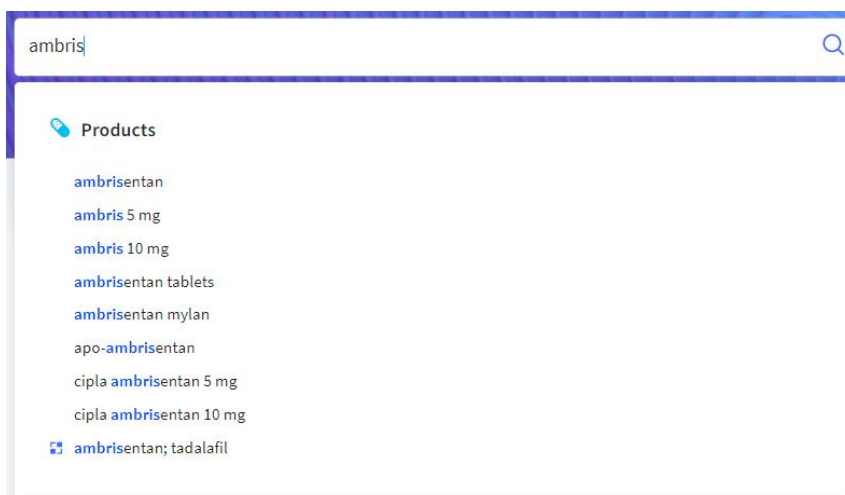 ambris
Products
ambrisentan
ambris 5 mg
ambris 10 mg
ambrisentan tablets
ambrisentan mylan
apo-ambrisentan
cipla ambrisentan 5 mg
cipla ambrisentan 10 mg
ambrisentan; tadalafil